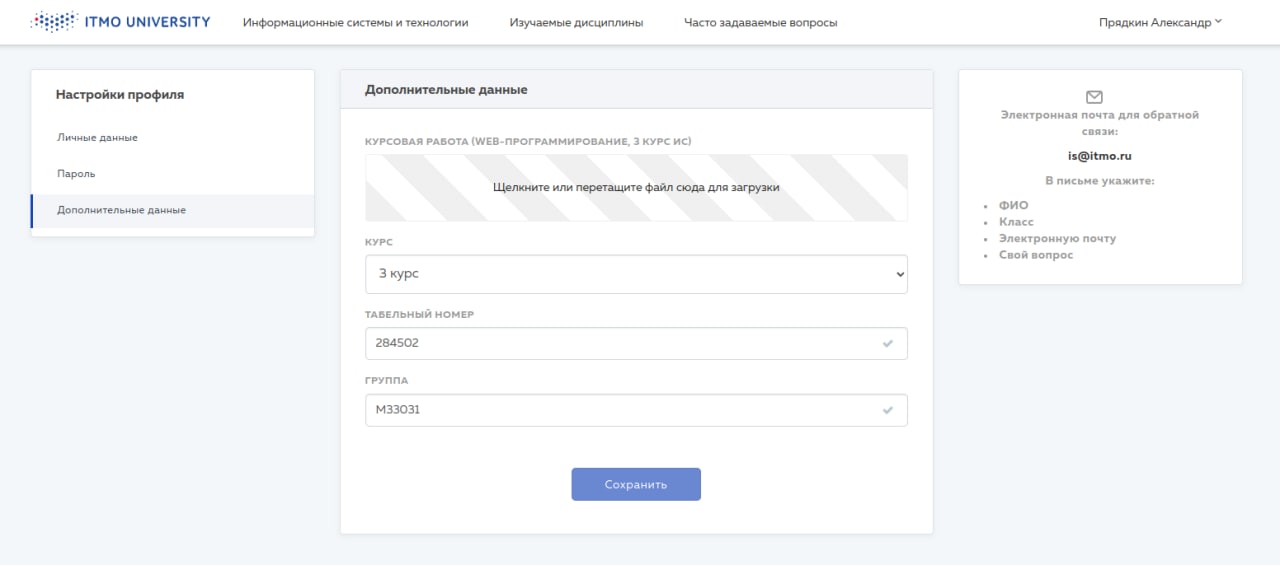 ITMO UNIVERSITY Информационные системы и технологии Изучаемые дисциплины Часто задаваемые вопросы Прядкин Александр
Настройки профиля
Личные данные
Пароль
Дополнительные данные
Дополнительные данные
КУРСОВАЯ РАБОТА (WEB-ПРОГРАММИРОВАНИЕ, 3 КУРС ИС)
Щелкните или перетащите файл сюда для загрузки
КУРС
3 курс
ТАБЕЛЬНЫЙ НОМЕР
284502
ГРУППА
M33031
Сохранить
Электронная почта для обратной
связи:
is@itmo.ru
В письме укажите:
• ФИО
• Класс
• Электронную почту
• Свой вопрос